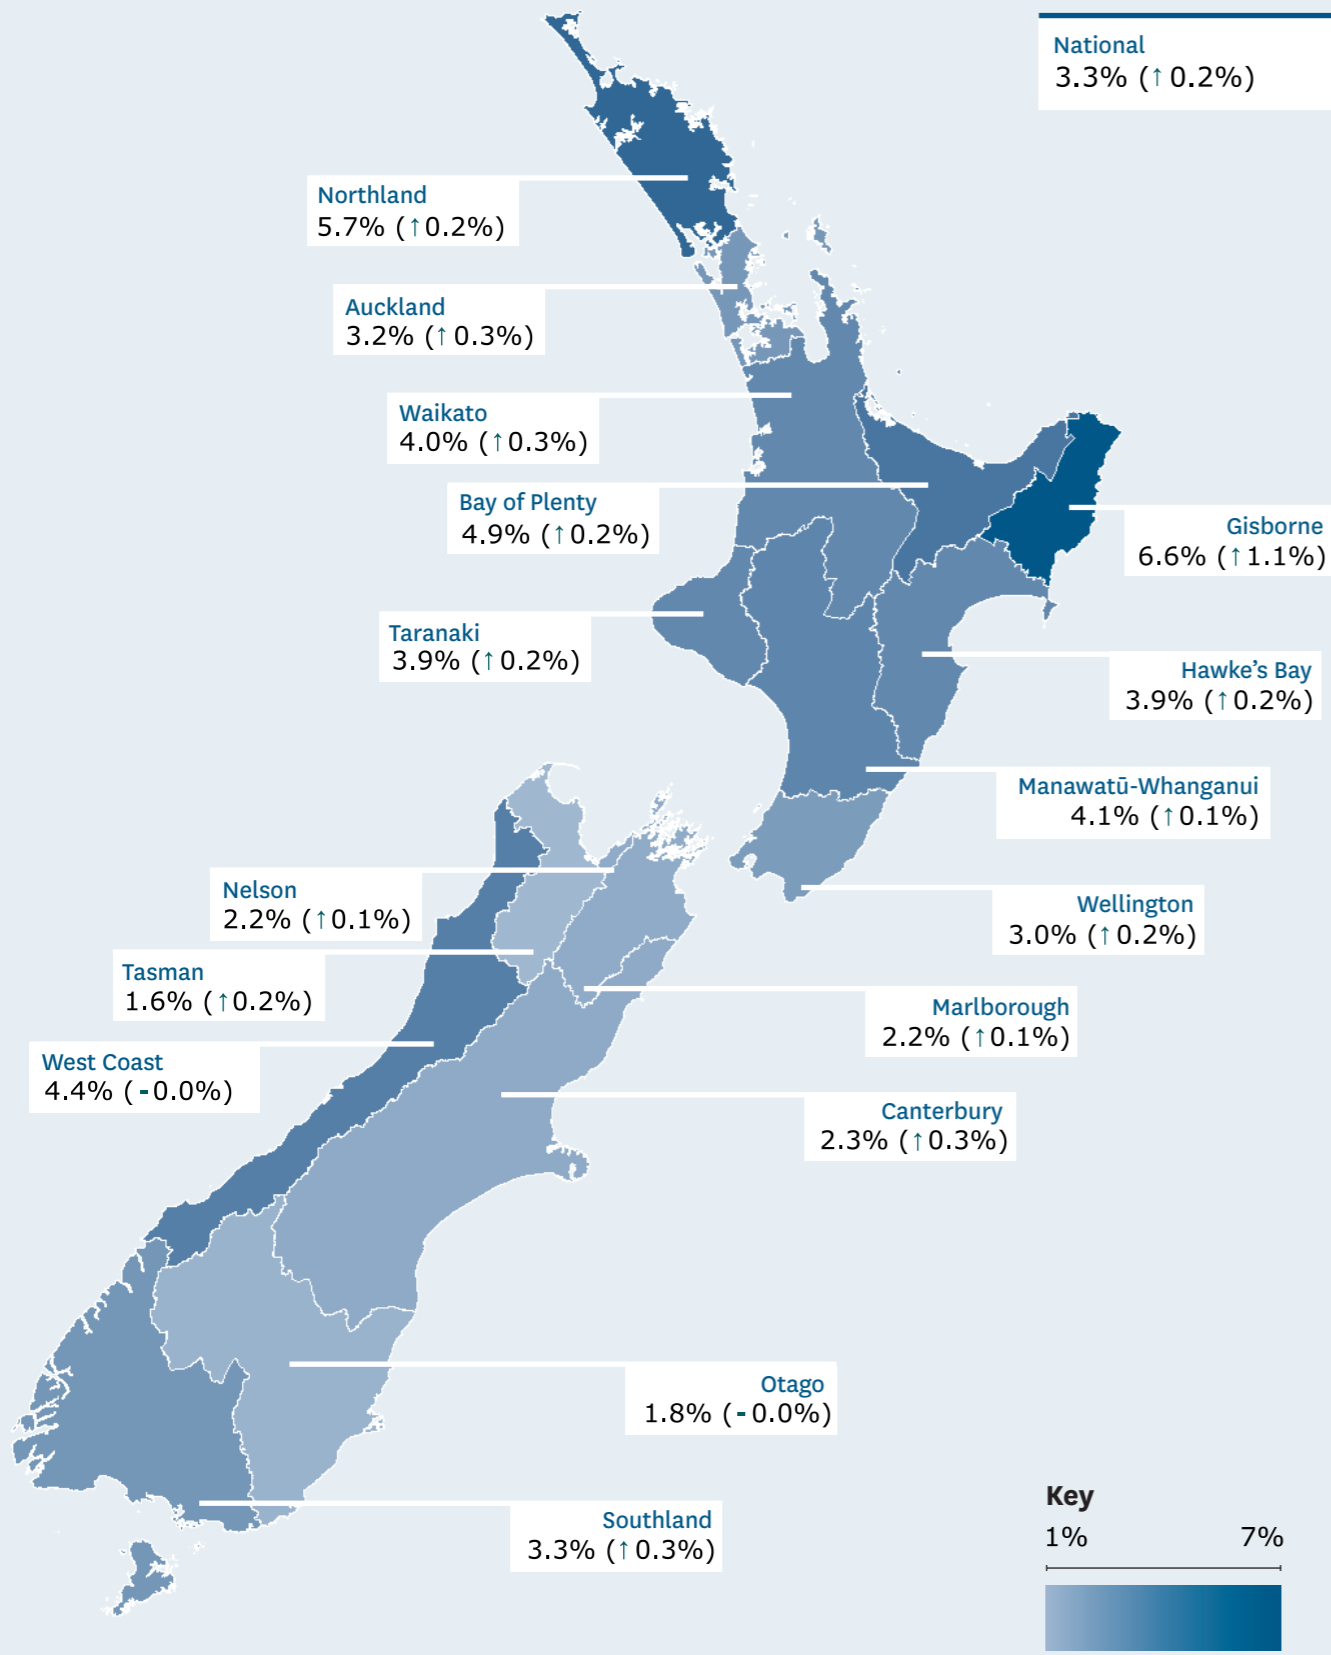 National
3.3% (↑0.2%)
Northland
5.7% (↑0.2%)
Auckland
3.2% (↑0.3%)
Waikato
4.0% (↑0.3%)
Bay of Plenty
4.9% (↑0.2%)
Gisborne
6.6% (↑1.1%)
Taranaki
3.9% (↑0.2%)
Hawke's Bay
3.9% (↑0.2%)
Manawatū-Whanganui
4.1% (↑0.1%)
Nelson
2.2% (↑0.1%)
Wellington
3.0% (↑0.2%)
Tasman
1.6% (↑0.2%)
Marlborough
2.2% (↑0.1%)
West Coast
4.4% (-0.0%)
Canterbury
2.3% (↑0.3%)
Otago
1.8% (-0.0%)
Southland
3.3% (↑0.3%)
Key
1% 7%